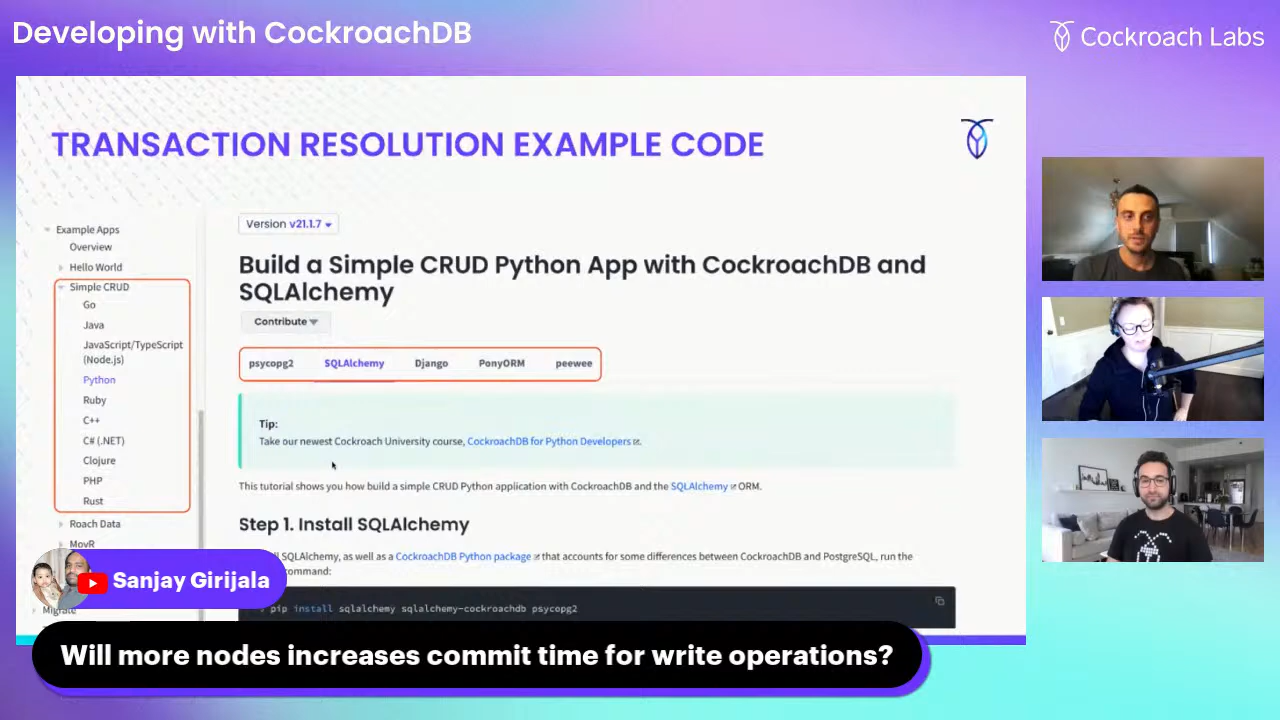 Developing with CockroachDB
Cockroach Labs
TRANSACTION RESOLUTION EXAMPLE CODE
Example Apps
Overview
Hello World
Simple CRUD
Go
Java
JavaScript/TypeScript
(Node.js)
Python
Ruby
C++
C# (.NET)
Clojure
PHP
Rust
Roach Data
MovR
Migrate
Version v21.1.7
Build a Simple CRUD Python App with CockroachDB and
SQLAlchemy
Contribute
psycopg2 SQLAlchemy Django PonyORM peewee
Tip:
Take our newest Cockroach University course, CockroachDB for Python Developers.
This tutorial shows you how build a simple CRUD Python application with CockroachDB and the SQLAlchemy ORM.
Step 1. Install SQLAlchemy
SQLAlchemy, as well as a CockroachDB Python package that accounts for some differences between CockroachDB and PostgreSQL, run the
command:
pip install sqlalchemy sqlalchemy-cockroachdb psycopg2
Sanjay Girijala
Will more nodes increases commit time for write operations?